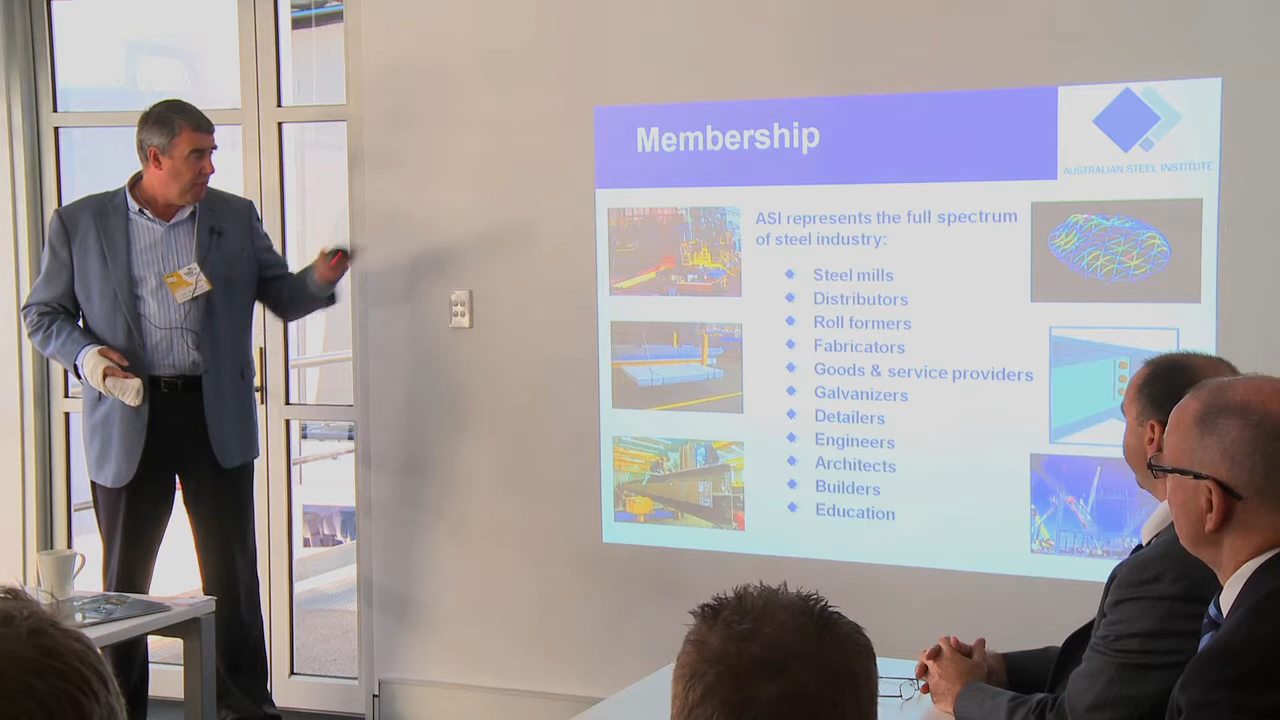 Membership
AUSTRALIAN STEEL INSTITUTE
ASI represents the full spectrum
of steel industry:
Steel mills
Distributors
Roll formers
Fabricators
Goods & service providers
Galvanizers
Detailers
Engineers
Architects
Builders
Education